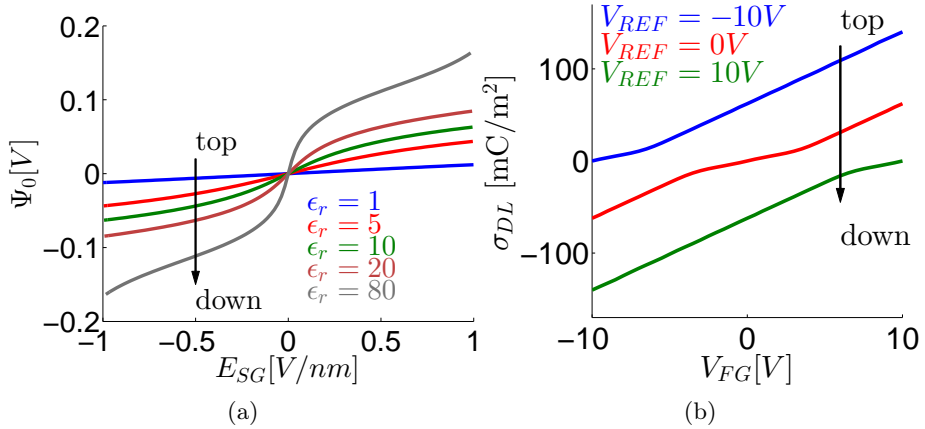 0.2
0.1
0
−0.1
−0.2
Ψ0[V]
top
down
ϵr = 1
ϵr = 5
ϵr = 10
ϵr = 20
ϵr = 80
−1
−0.5
0
0.5
1
ESG[V/nm]
(a)
VREF = −10V
VREF = 0V
VREF = 10V
top
down
100
0
−100
σDL [mC/m2]
−10
0
10
VFG[V]
(b)